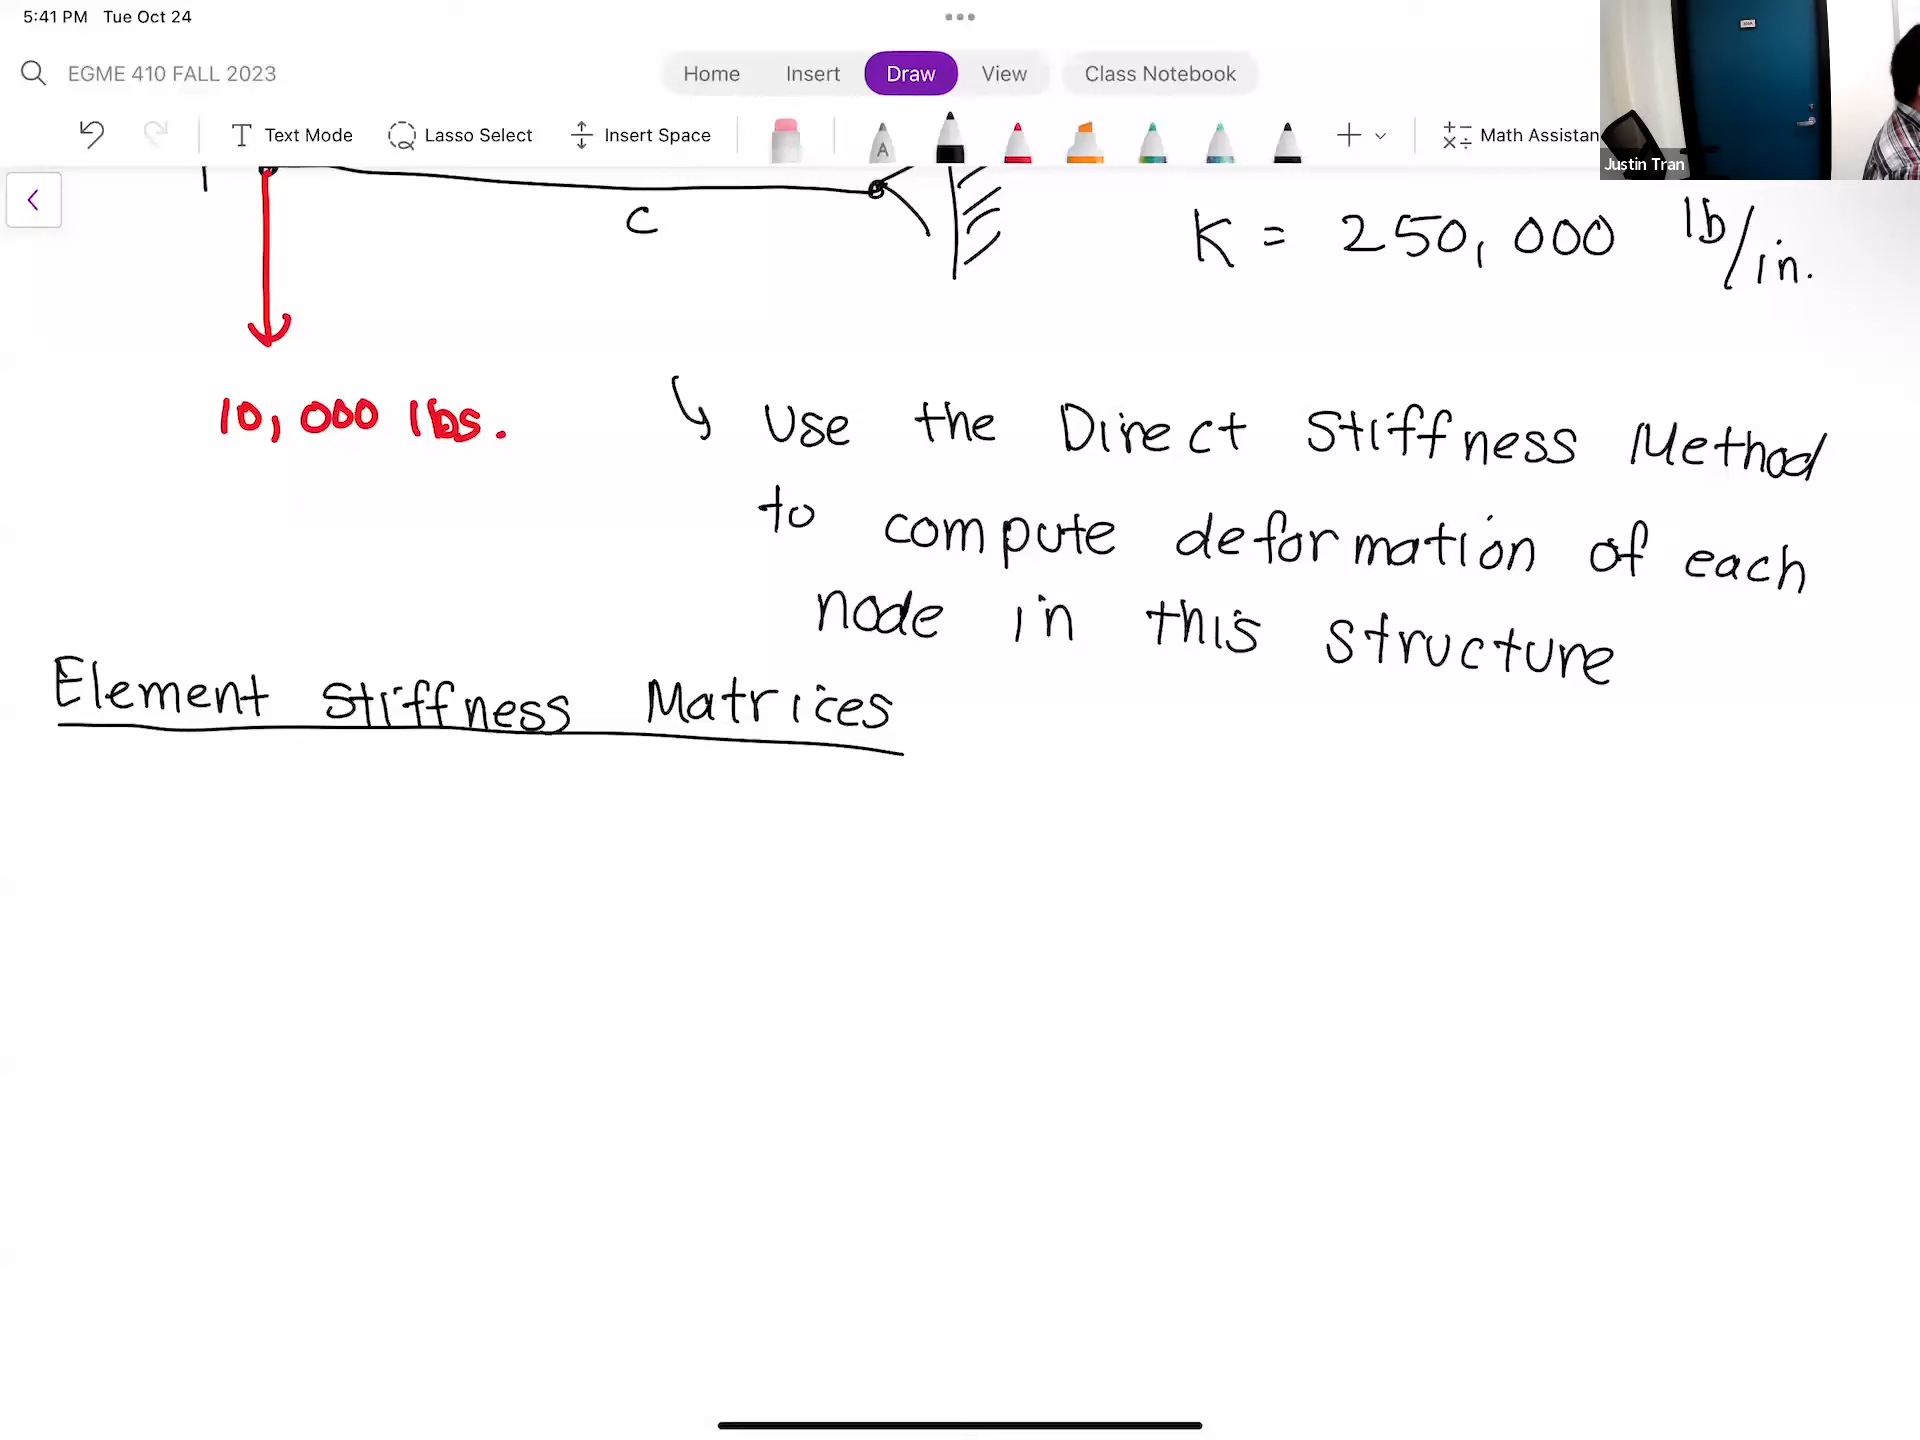 5:41 PM Tue Oct 24
EGME 410 FALL 2023
Home Insert Draw View Class Notebook
Text Mode Lasso Select Insert Space A Math Assistan
Justin Tran
C
K = 250,000 lb/in.
10,000 lbs.
Use the Direct Stiffness Method
to compute deformation of each
node in this structure
Element Stiffness Matrices